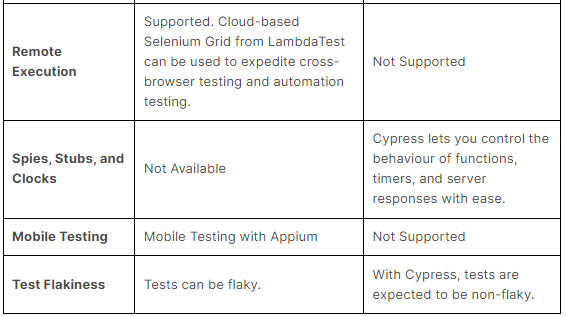 Remote
Execution
Supported. Cloud-based
Selenium Grid from LambdaTest
can be used to expedite cross-
browser testing and automation
testing.
Not Supported
Spies, Stubs, and
Clocks
Not Available
Cypress lets you control the
behaviour of functions,
timers, and server
responses with ease.
Mobile Testing
Mobile Testing with Appium
Not Supported
Test Flakiness
Tests can be flaky.
With Cypress, tests are
expected to be non-flaky.